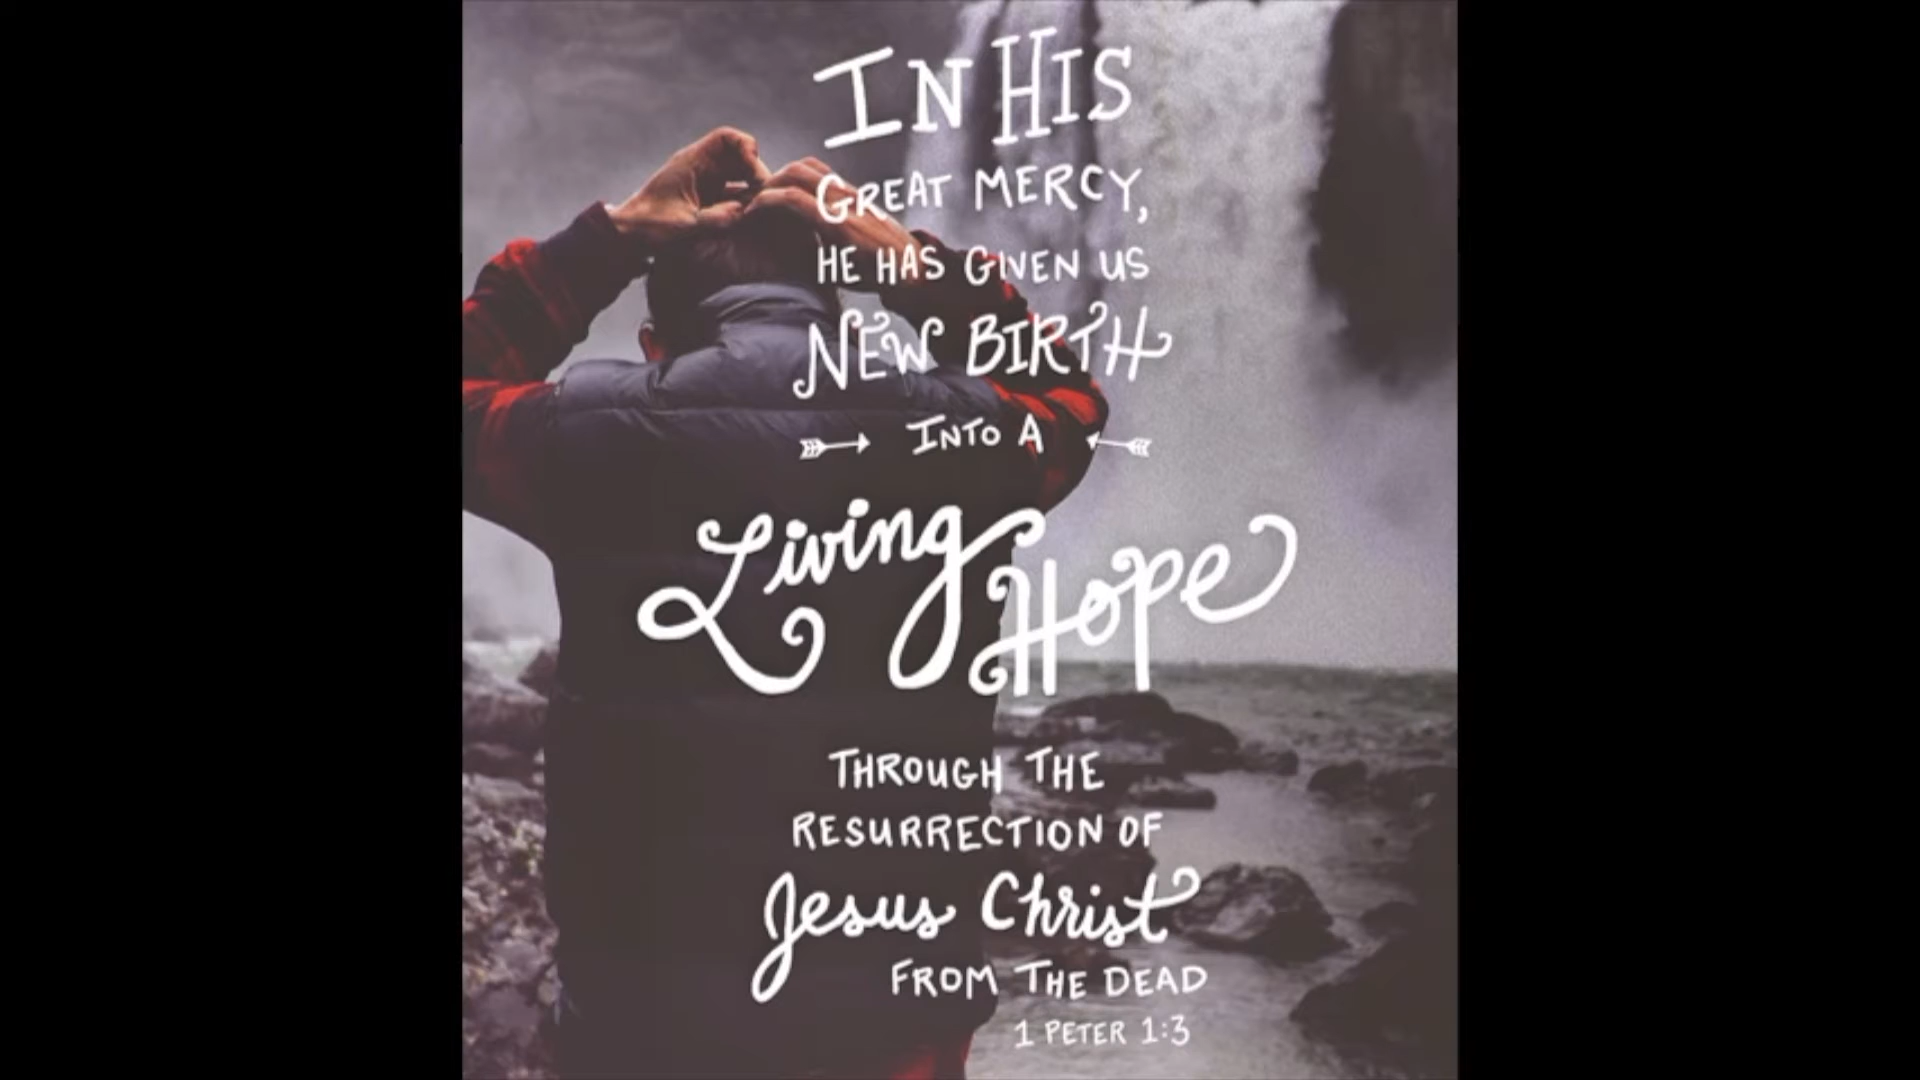 IN HIS
GREAT MERCY,
HE HAS GIVEN US
NEW BIRTH
INTO A
Living
Hope
THROUGH THE
RESURRECTION OF
Jesus Christ
FROM THE DEAD
1 PETER 1:3